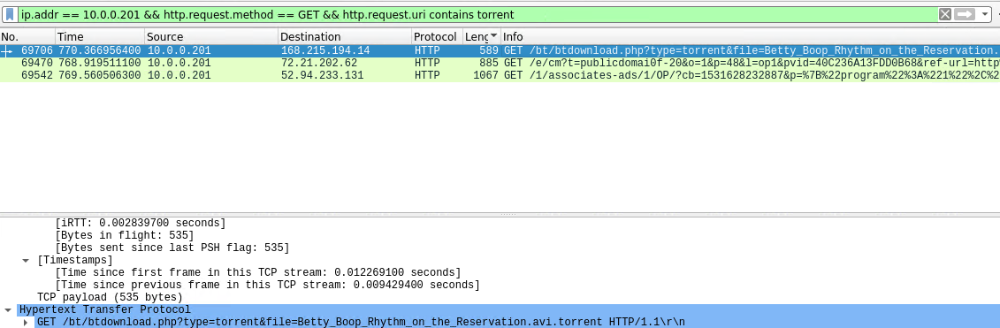 ip.addr == 10.0.0.201 && http.request.method == GET && http.request.uri contains torrent
No. Time Source Destination Protocol Leng Info
69706 770.366956400 10.0.0.201 168.215.194.14 HTTP 589 GET /bt/btdownload.php?type=torrent&file=Betty_Boop_Rhythm_on_the_Reservation.
69470 768.919511100 10.0.0.201 72.21.202.62 HTTP 885 GET /e/cm?t=publicdomai0f-20&o=1&p=48&l=op1&pvid=40C236A13FDD0B68&ref-url=http
69542 769.560506300 10.0.0.201 52.94.233.131 HTTP 1067 GET /1/associates-ads/1/OP/?cb=1531628232887&p=%7B%22program%22%3A%221%22%2C%2
[iRTT: 0.002839700 seconds]
[Bytes in flight: 535]
[Bytes sent since last PSH flag: 535]
[Timestamps]
[Time since first frame in this TCP stream: 0.012269100 seconds]
[Time since previous frame in this TCP stream: 0.009429400 seconds]
TCP payload (535 bytes)
Hypertext Transfer Protocol
GET /bt/btdownload.php?type=torrent&file=Betty_Boop_Rhythm_on_the_Reservation.avi.torrent HTTP/1.1\r\n